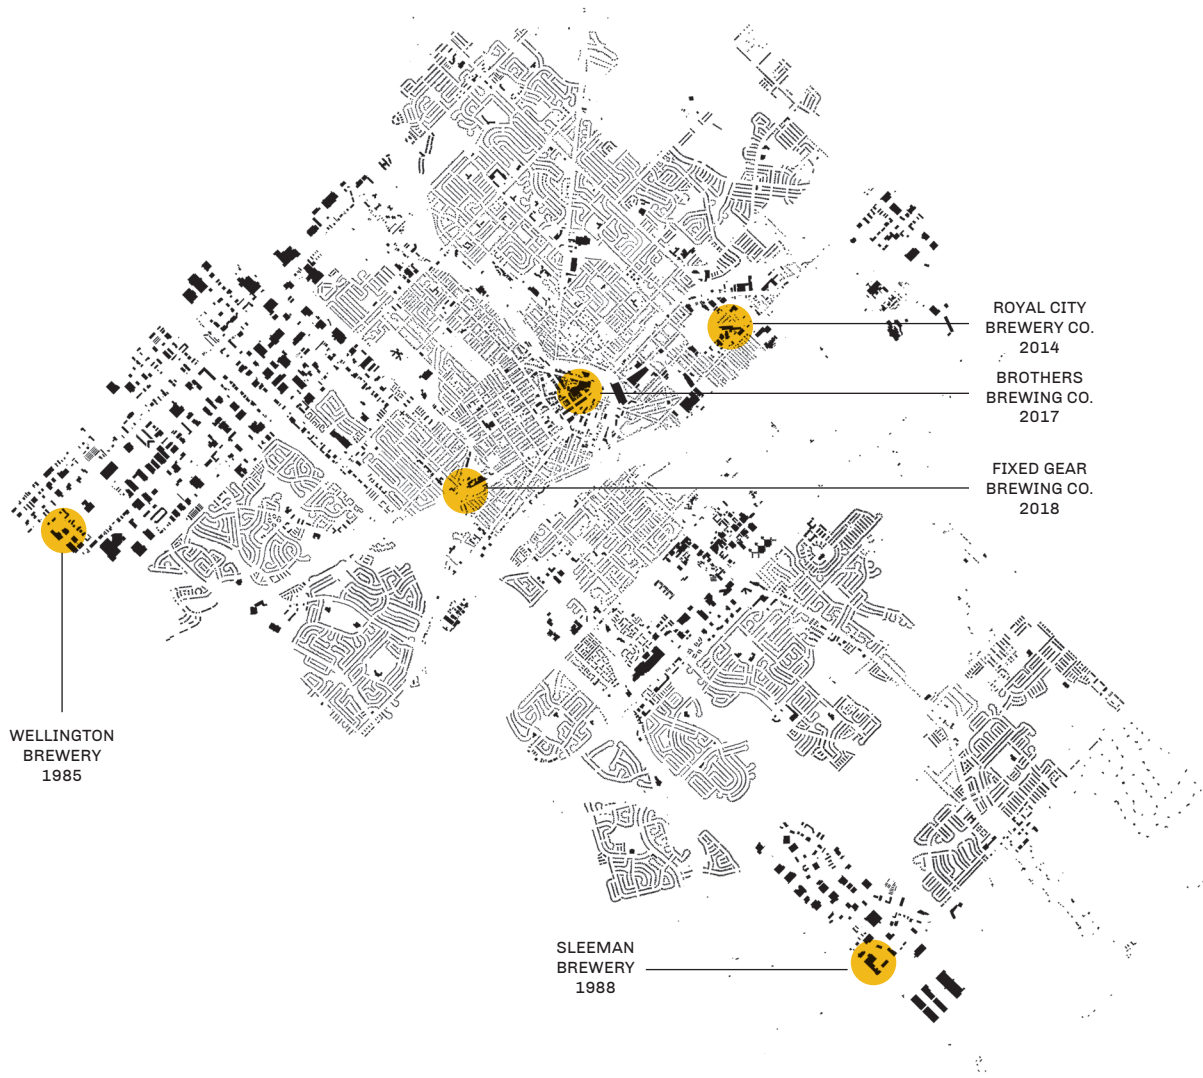 ROYAL CITY
BREWERY CO.
2014
BROTHERS
BREWING CO.
2017
FIXED GEAR
BREWING CO.
2018
WELLINGTON
BREWERY
1985
SLEEMAN
BREWERY
1988